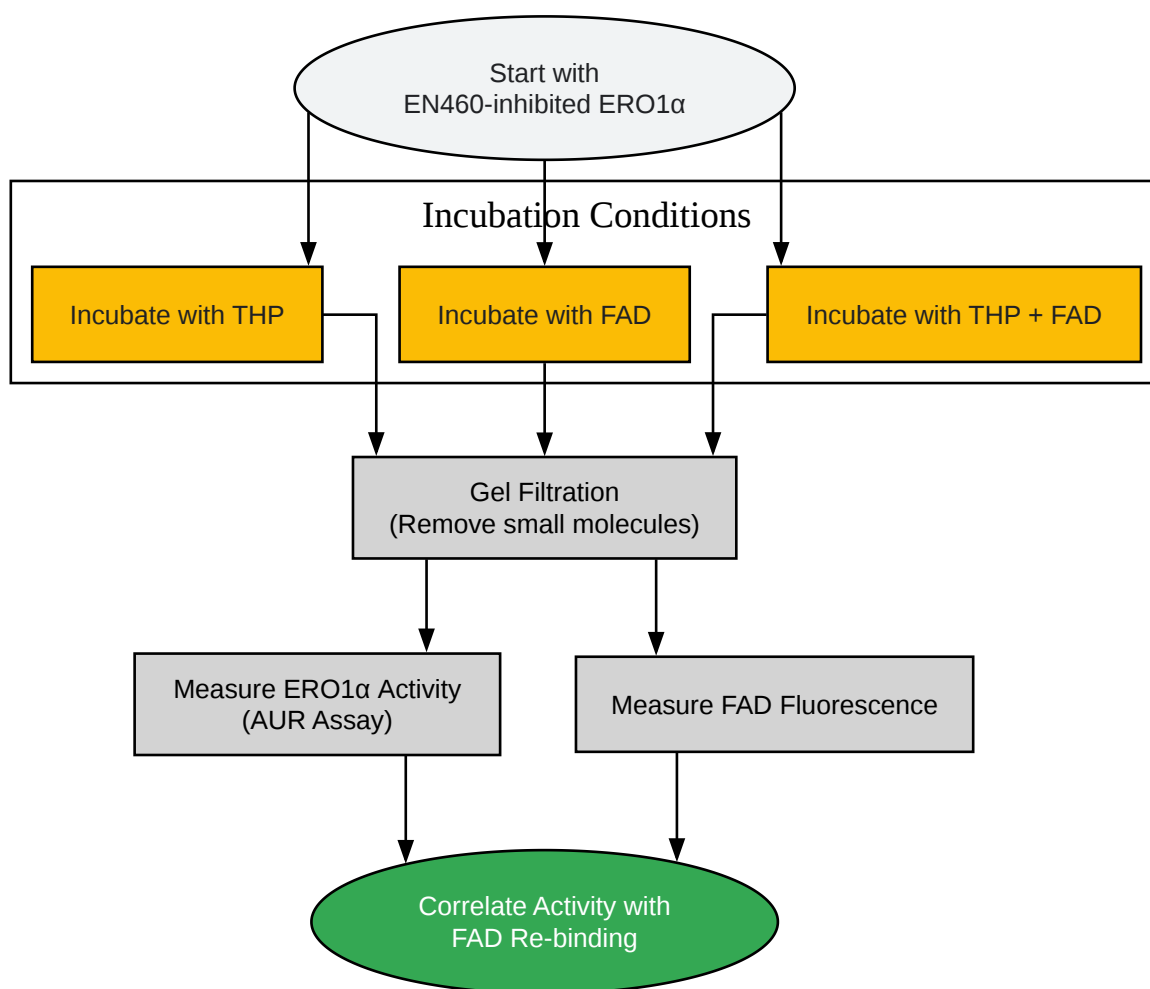 Start with
EN460-inhibited ERO1α
Incubation Conditions
Incubate with THP
Incubate with FAD
Incubate with THP + FAD
Gel Filtration
(Remove small molecules)
Measure ERO1α Activity
(AUR Assay)
Measure FAD Fluorescence
Correlate Activity with
FAD Re-binding